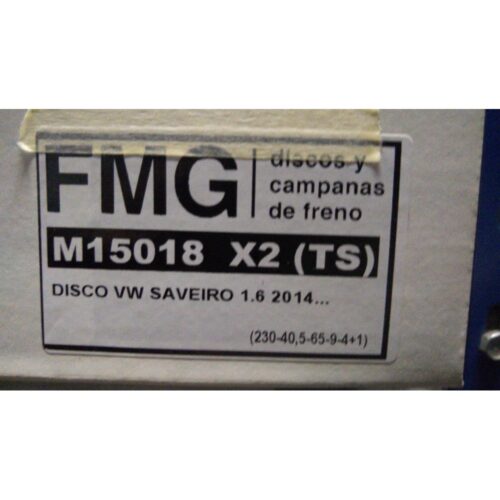 FMG
discos y
campanas
de freno
M15018 X2 (TS)
DISCO VW SAVEIRO 1.6 2014...
(230-40,5-65-9-4+1)